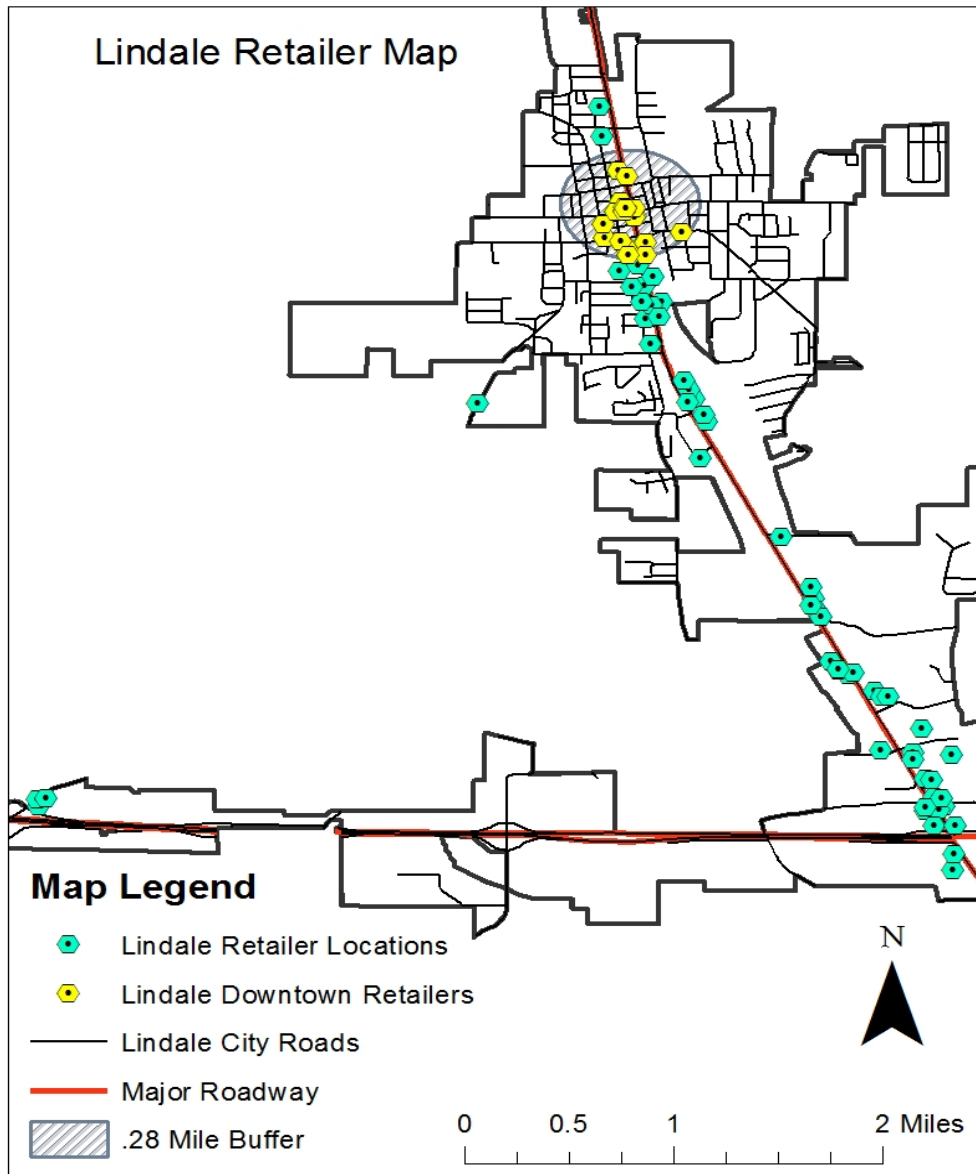 Lindale Retailer Map
Map Legend
Lindale Retailer Locations
Lindale Downtown Retailers
Lindale City Roads
Major Roadway
.28 Mile Buffer
N
0 0.5 1 2 Miles